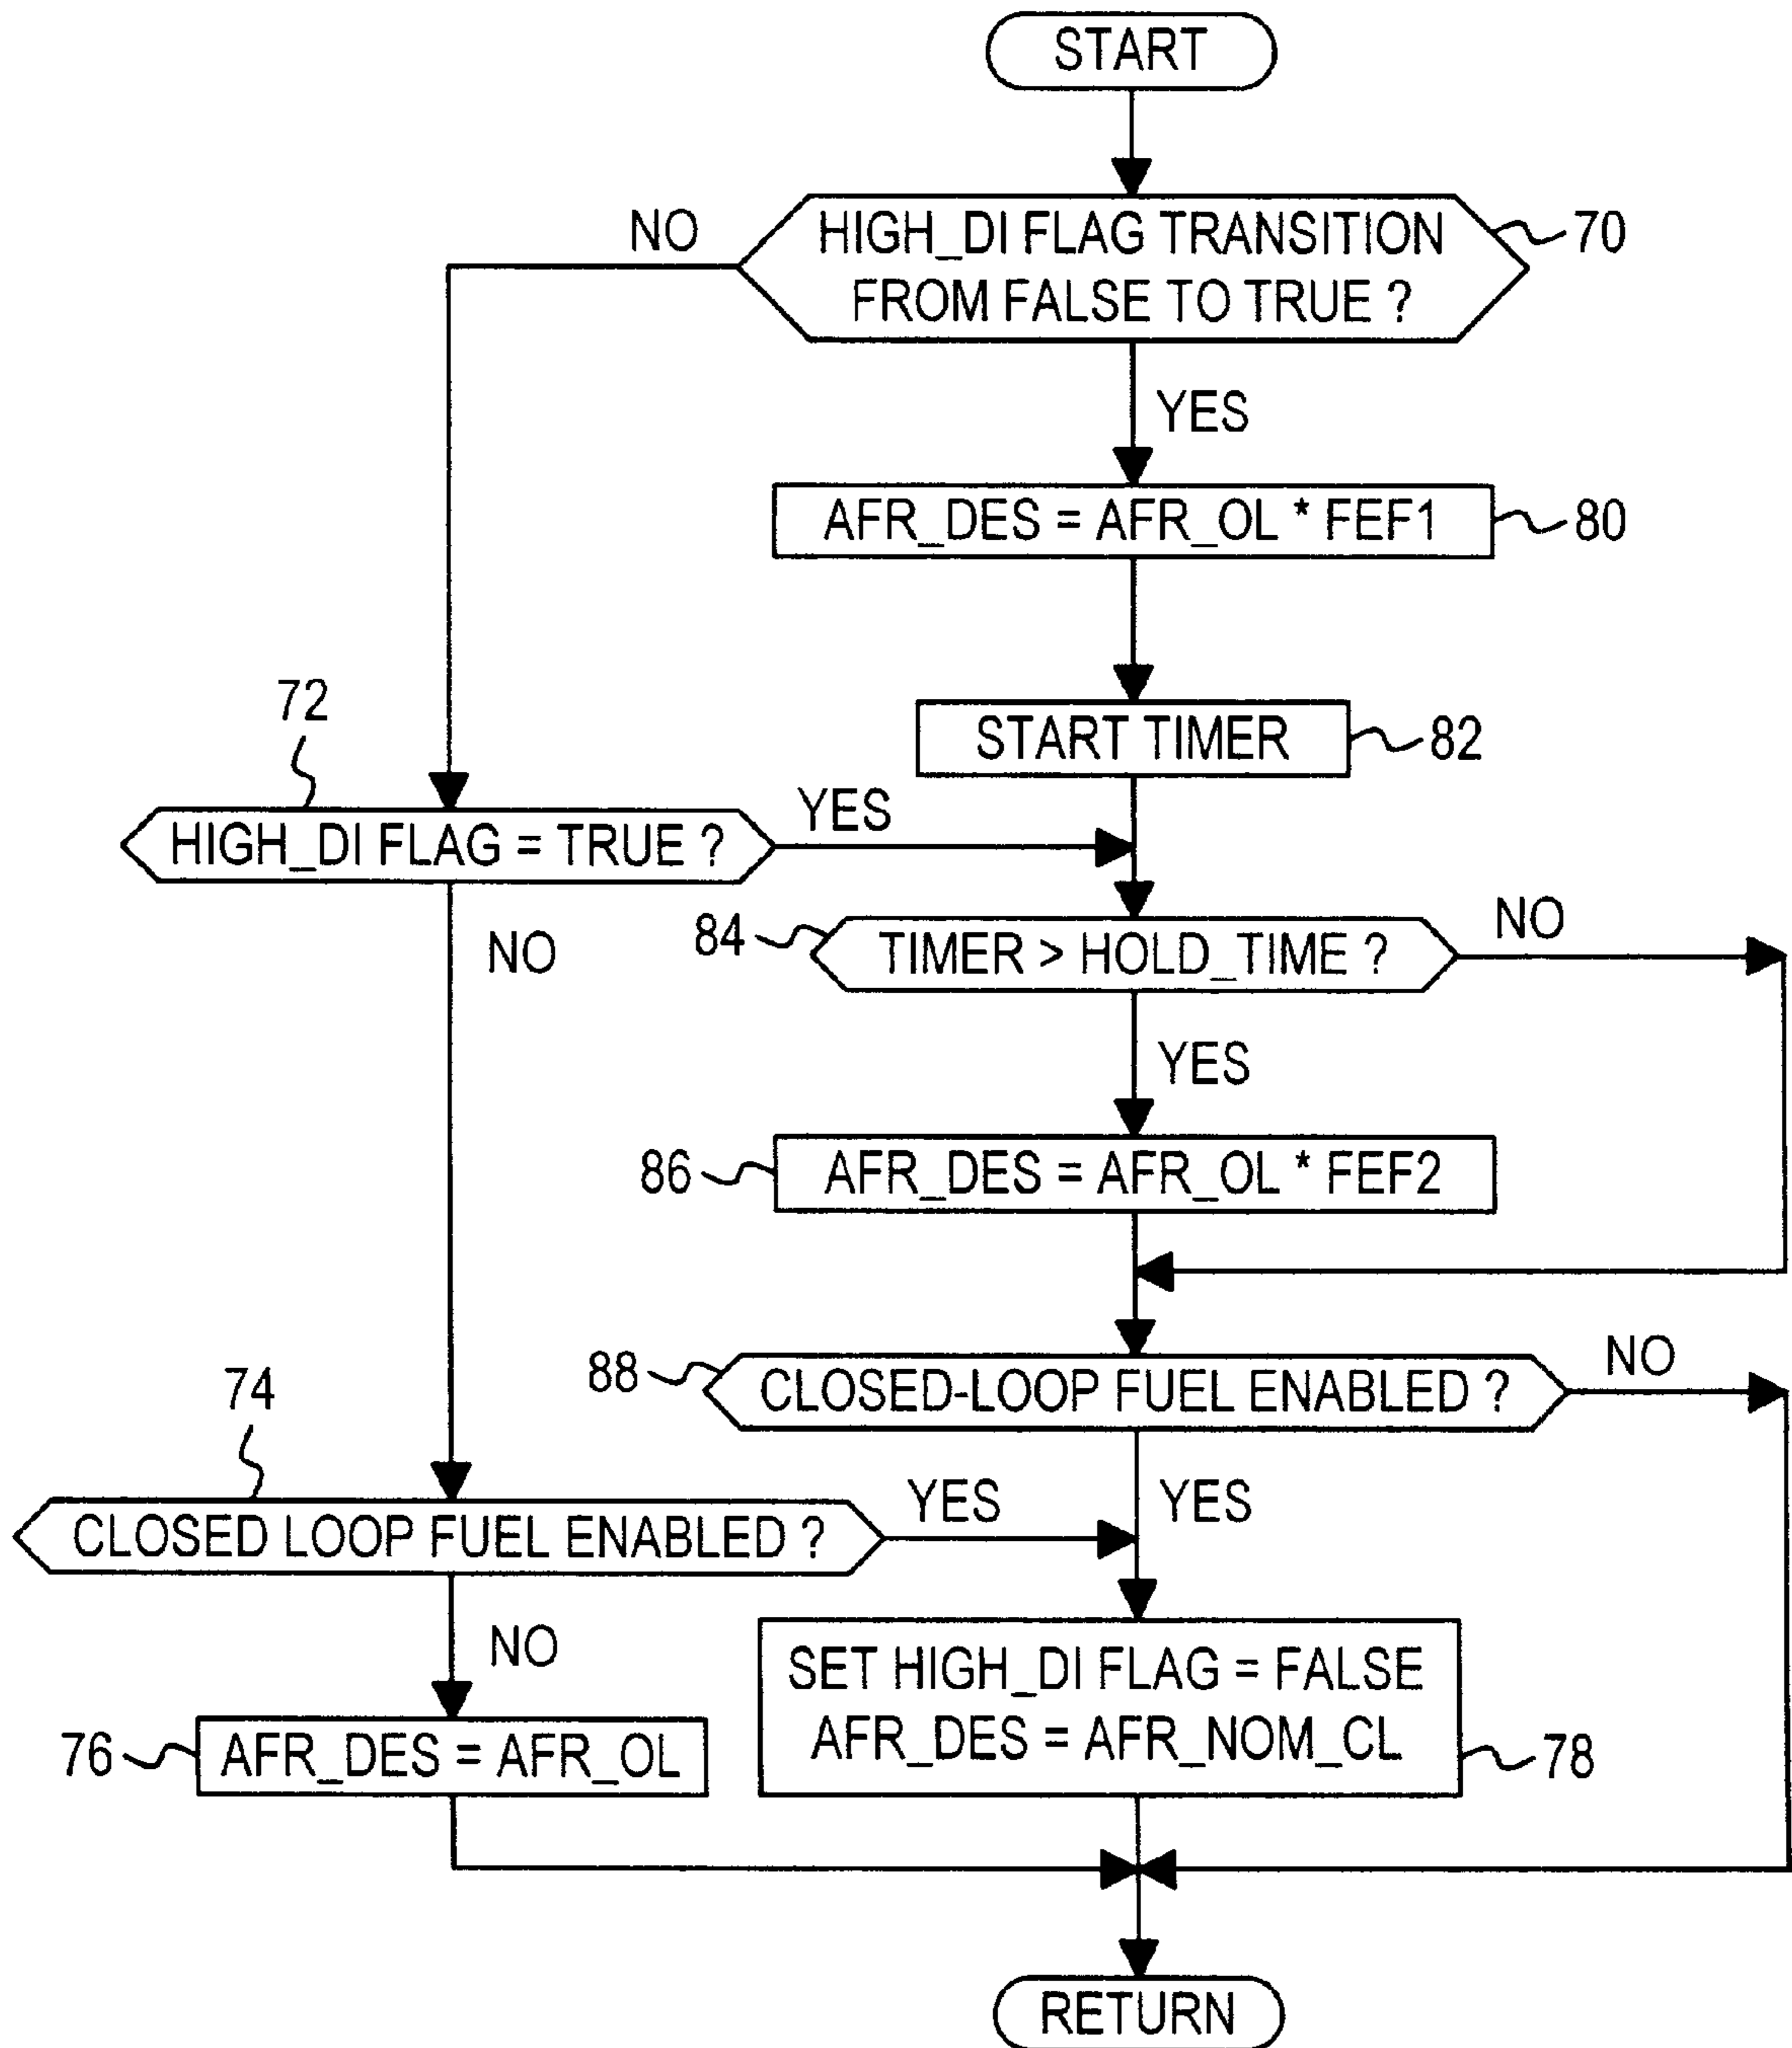 START
HIGH_DI FLAG TRANSITION
FROM FALSE TO TRUE ?
70
NO
YES
AFR_DES = AFR_OL * FEF1
80
START TIMER
82
72
HIGH_DI FLAG = TRUE ?
YES
NO
84
TIMER > HOLD_TIME ?
NO
YES
86
AFR_DES = AFR_OL * FEF2
88
CLOSED-LOOP FUEL ENABLED ?
NO
YES
74
CLOSED LOOP FUEL ENABLED ?
YES
NO
76
AFR_DES = AFR_OL
SET HIGH_DI FLAG = FALSE
AFR_DES = AFR_NOM_CL
78
RETURN